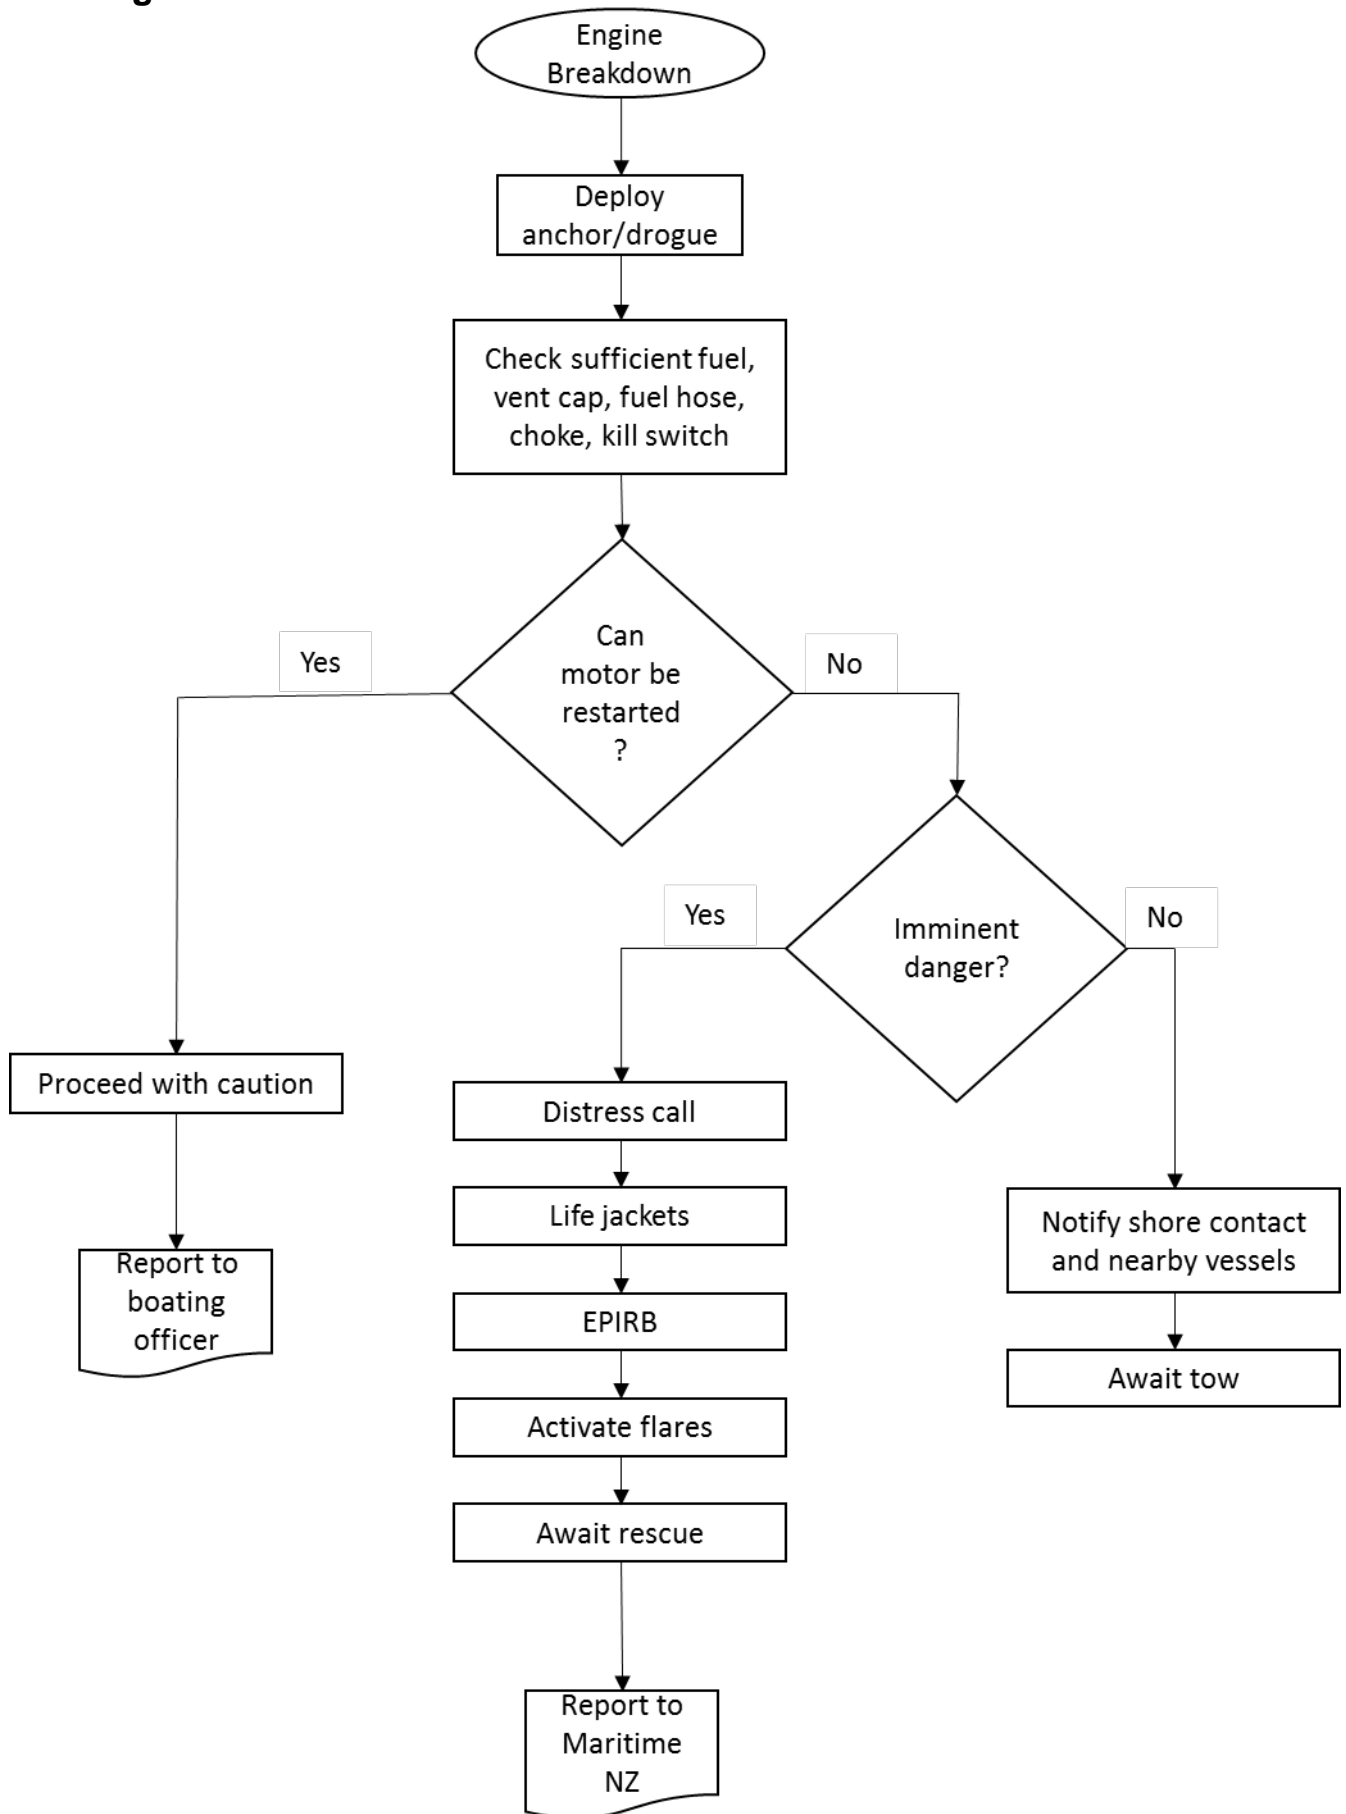 Engine
Breakdown
Deploy
anchor/drogue
Check sufficient fuel,
vent cap, fuel hose,
choke, kill switch
Can
motor be
restarted
?
Yes
No
Imminent
danger?
Yes
No
Proceed with caution
Report to
boating
officer
Distress call
Life jackets
EPIRB
Activate flares
Await rescue
Report to
Maritime
NZ
Notify shore contact
and nearby vessels
Await tow